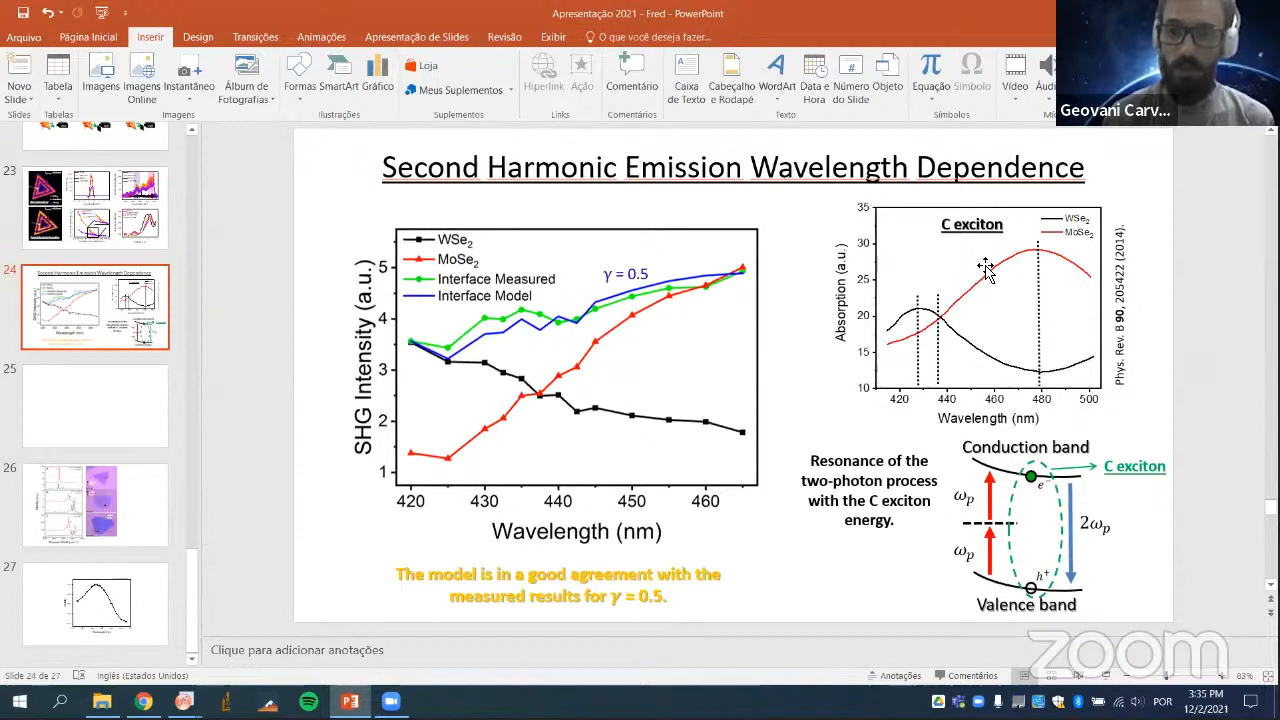 Apresentação 2021 - Fred - PowerPoint
Arquivo Página Inicial Inserir Design Transições Animações Apresentação de Slides Revisão Exibir O que você deseja fazer...
Novo Slide
Tabela
Imagens
Imagens Online
Instantâneo
Álbum de Fotografias
Formas
SmartArt
Gráfico
Loja
Meus Suplementos
Hiperlink
Ação
Comentário
Caixa de Texto
Cabeçalho e Rodapé
WordArt
Data e Hora
Número do Slide
Objeto
Equação
Símbolo
Vídeo
Áudi
Slides Imagens Ilustrações Suplementos Links Comentários Texto Símbolos
Geovani Carv...
23
24
25
26
27
Second Harmonic Emission Wavelength Dependence
WSe2
MoSe2
Interface Measured
Interface Model
γ = 0.5
SHG Intensity (a.u.)
5
4
3
2
1
420 430 440 450 460
Wavelength (nm)
The model is in a good agreement with the
measured results for γ = 0.5.
C exciton
WSe2
MoSe2
Absorption (a.u.)
35
30
25
20
15
10
420 440 460 480 500
Wavelength (nm)
Phys. Rev. B 90, 205422 (2014).
Resonance of the
two-photon process
with the C exciton
energy.
Conduction band
C exciton
e⁻
ωp
2ωp
ωp
h⁺
Valence band
zoom
Clique para adicionar anotações
Slide 24 de 27 Inglês (Estados Unidos) Anotações Comentários 83%
POR
3:35 PM
12/2/2021